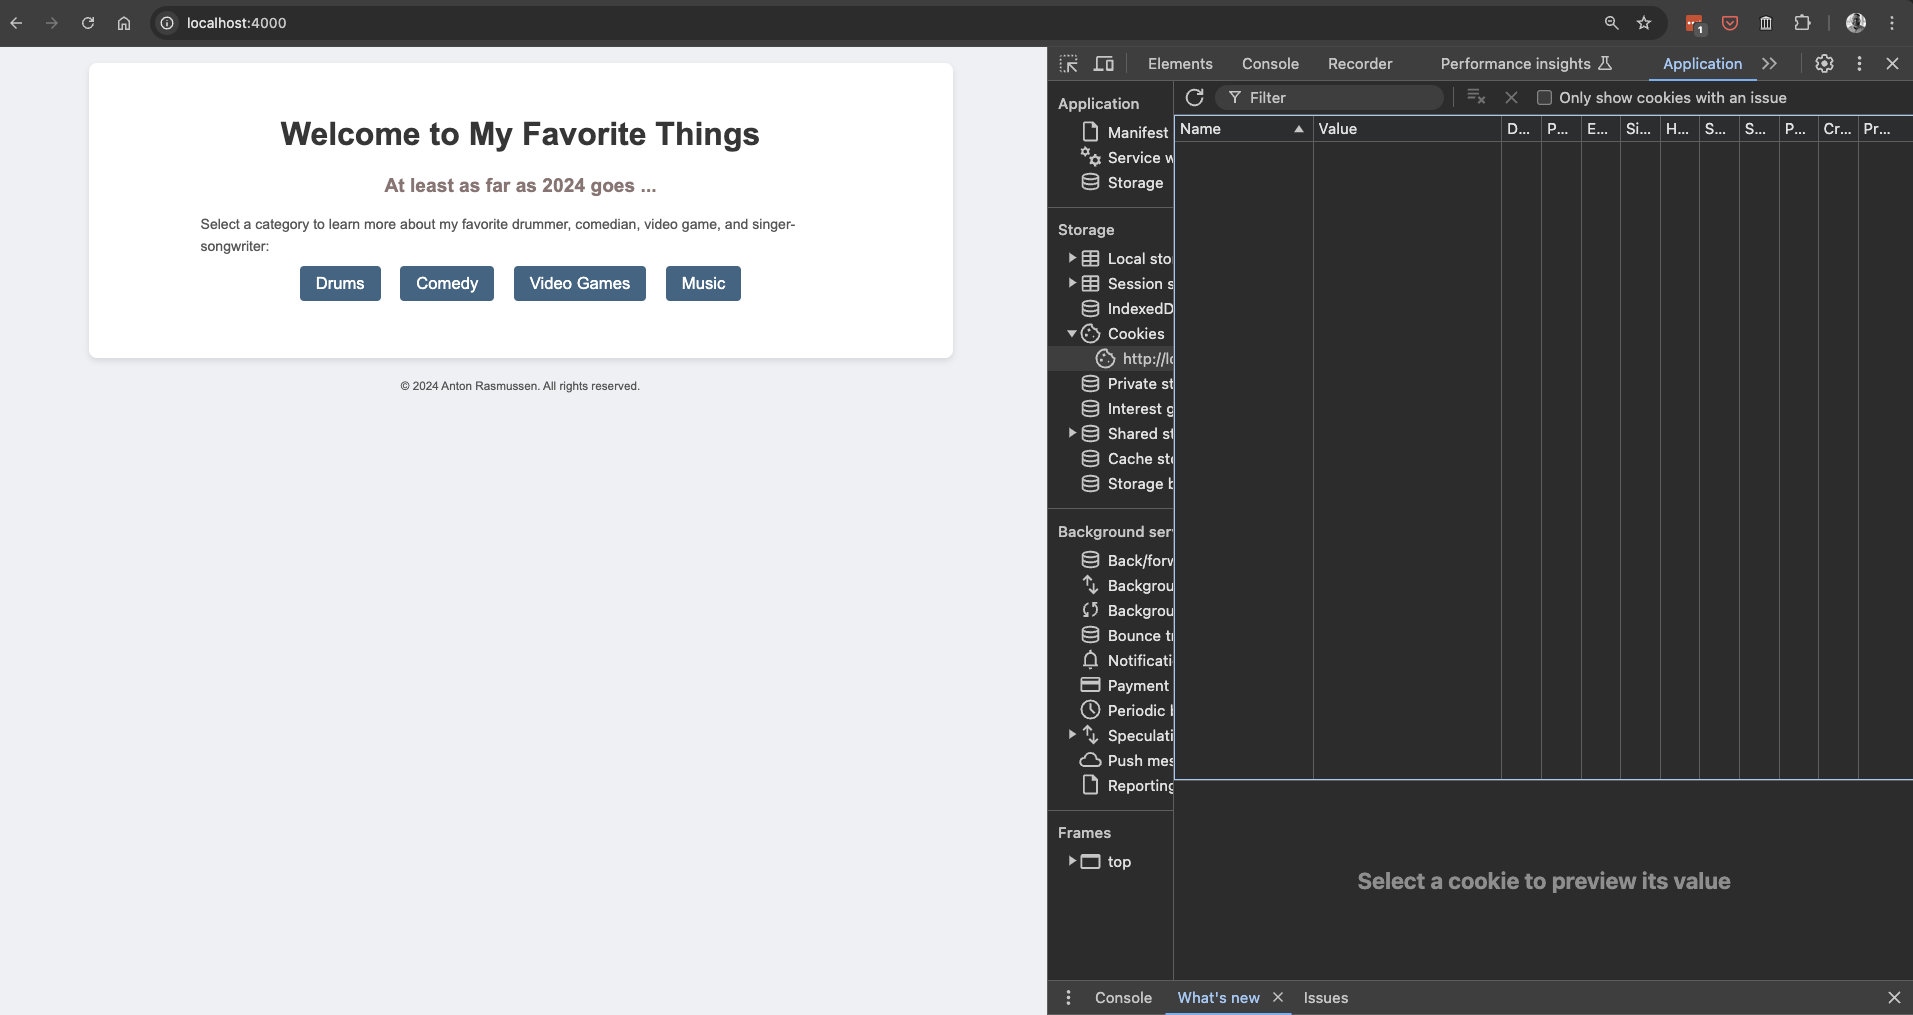 localhost:4000
1
Welcome to My Favorite Things
At least as far as 2024 goes ...
Select a category to learn more about my favorite drummer, comedian, video game, and singer-
songwriter:
Drums Comedy Video Games Music
© 2024 Anton Rasmussen. All rights reserved.
Elements Console Recorder Performance insights Application
Application
Manifest
Service w
Storage
Storage
Local sto
Session s
IndexedD
Cookies
http://lo
Private st
Interest g
Shared st
Cache sto
Storage b
Background ser
Back/forw
Backgrou
Backgrou
Bounce tr
Notificati
Payment
Periodic b
Speculati
Push mes
Reporting
Frames
top
Filter Only show cookies with an issue
Name Value D... P... E... Si... H... S... S... P... Cr... Pr...
Select a cookie to preview its value
Console What's new Issues